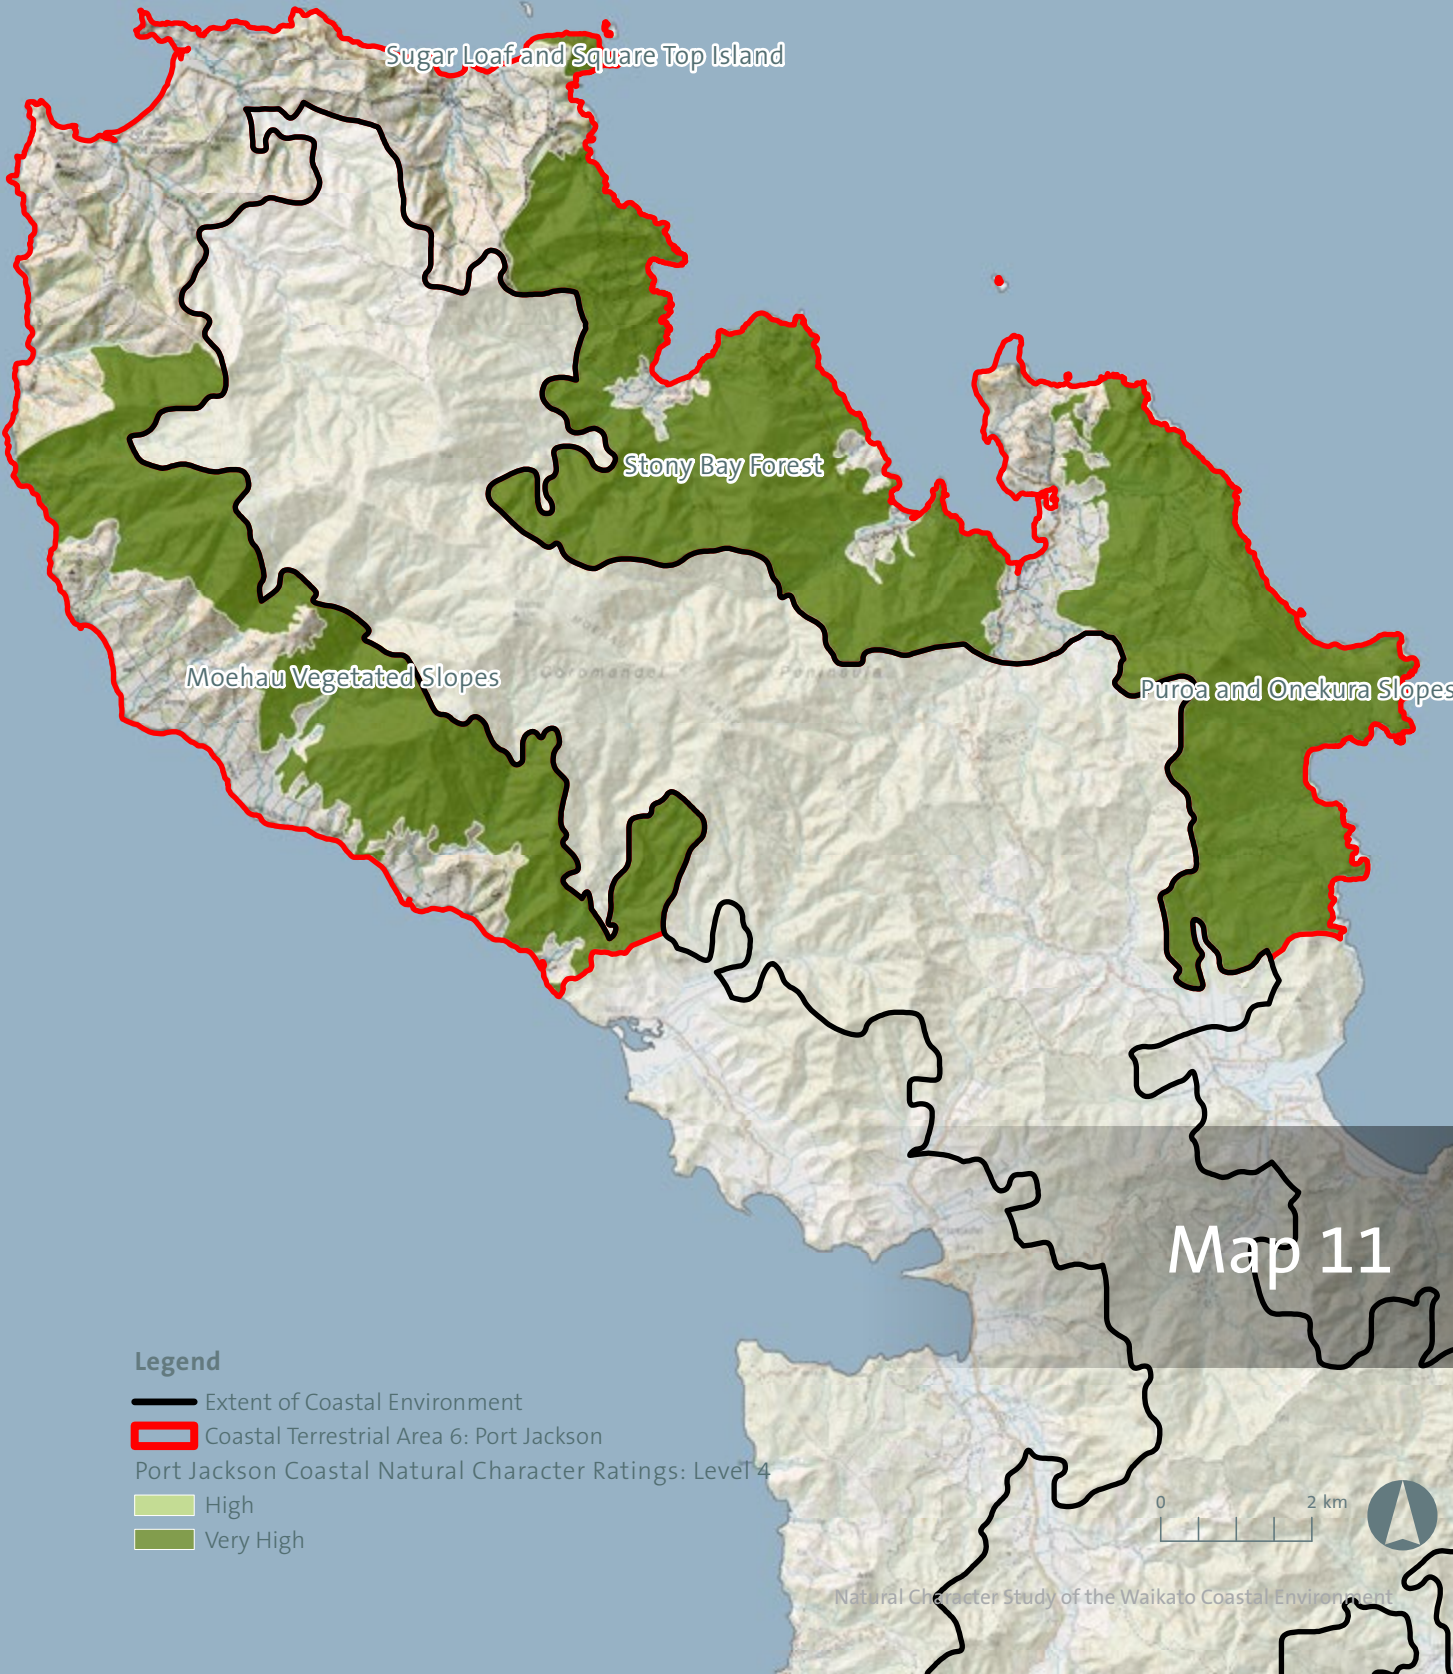 Sugar Loaf and Square Top Island
Stony Bay Forest
Moehau Vegetated Slopes
Coromandel Peninsula
Puroa and Onekura Slopes
Map 11
Legend
Extent of Coastal Environment
Coastal Terrestrial Area 6: Port Jackson
Port Jackson Coastal Natural Character Ratings: Level 4
High
Very High
0 2 km
Natural Character Study of the Waikato Coastal Environment